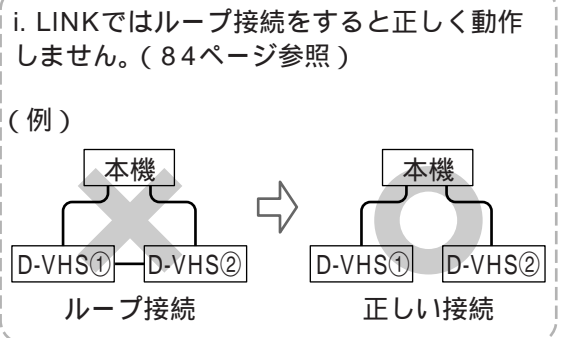 i. LINKではループ接続をすると正しく動作
しません。(84ページ参照)
(例)
本機
D-VHS① D-VHS②
ループ接続
本機
D-VHS① D-VHS②
正しい接続